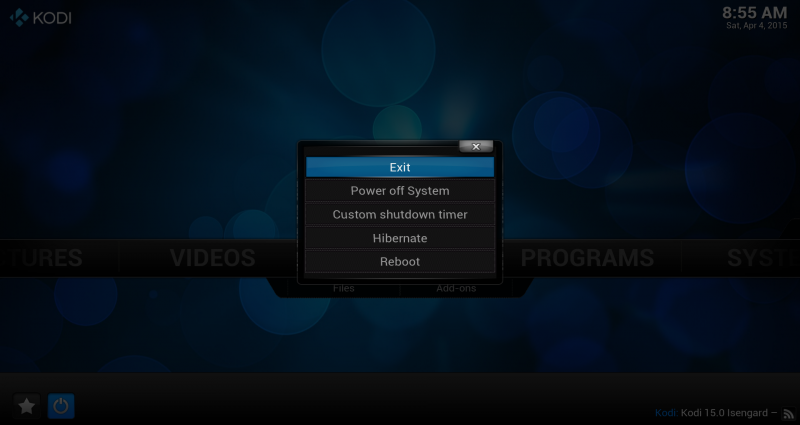 KODI
8:55 AM
Sat, Apr 4, 2015
Exit
Power off System
Custom shutdown timer
Hibernate
Reboot
TURES VIDEOS PROGRAMS SYSTE
Files Add-ons
Kodi: Kodi 15.0 Isengard –